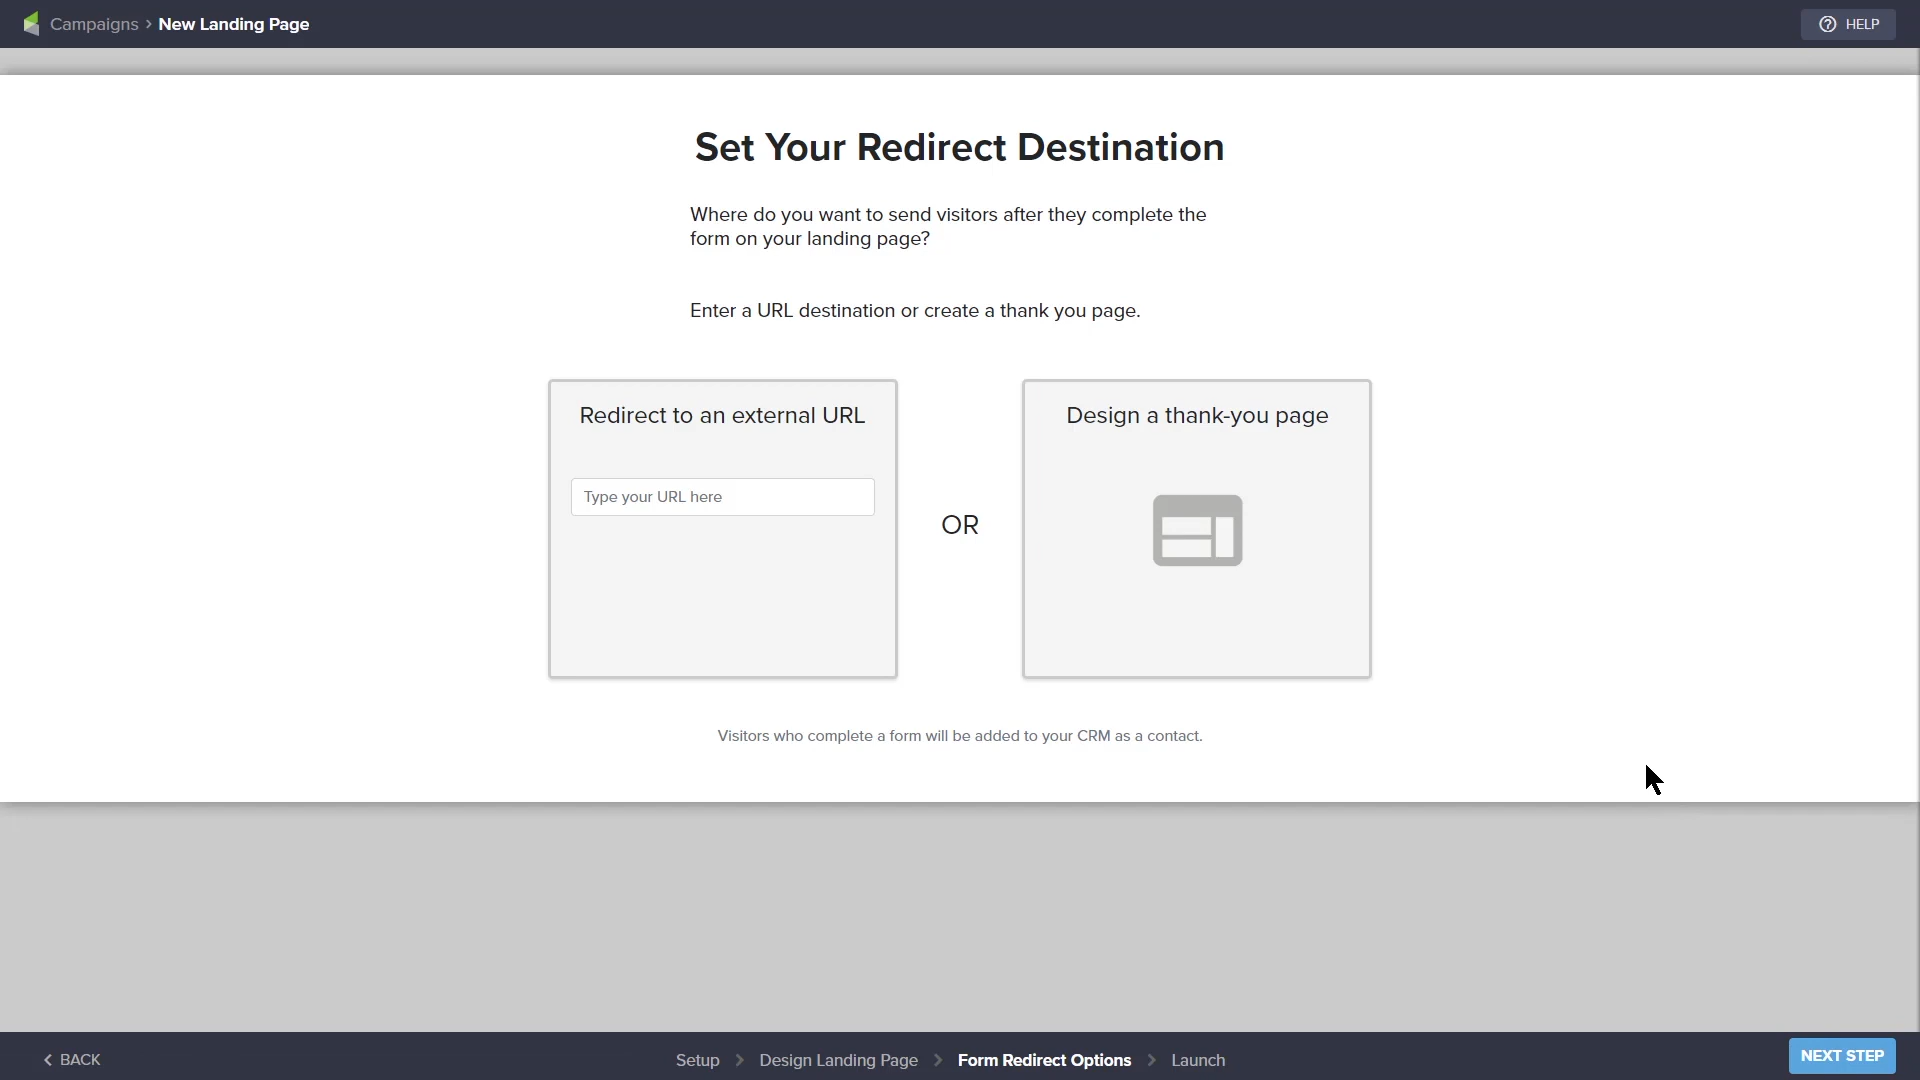 Campaigns › New Landing Page
HELP
Set Your Redirect Destination
Where do you want to send visitors after they complete the
form on your landing page?
Enter a URL destination or create a thank you page.
Redirect to an external URL
Type your URL here
OR
Design a thank-you page
Visitors who complete a form will be added to your CRM as a contact.
BACK
Setup > Design Landing Page > Form Redirect Options > Launch
NEXT STEP